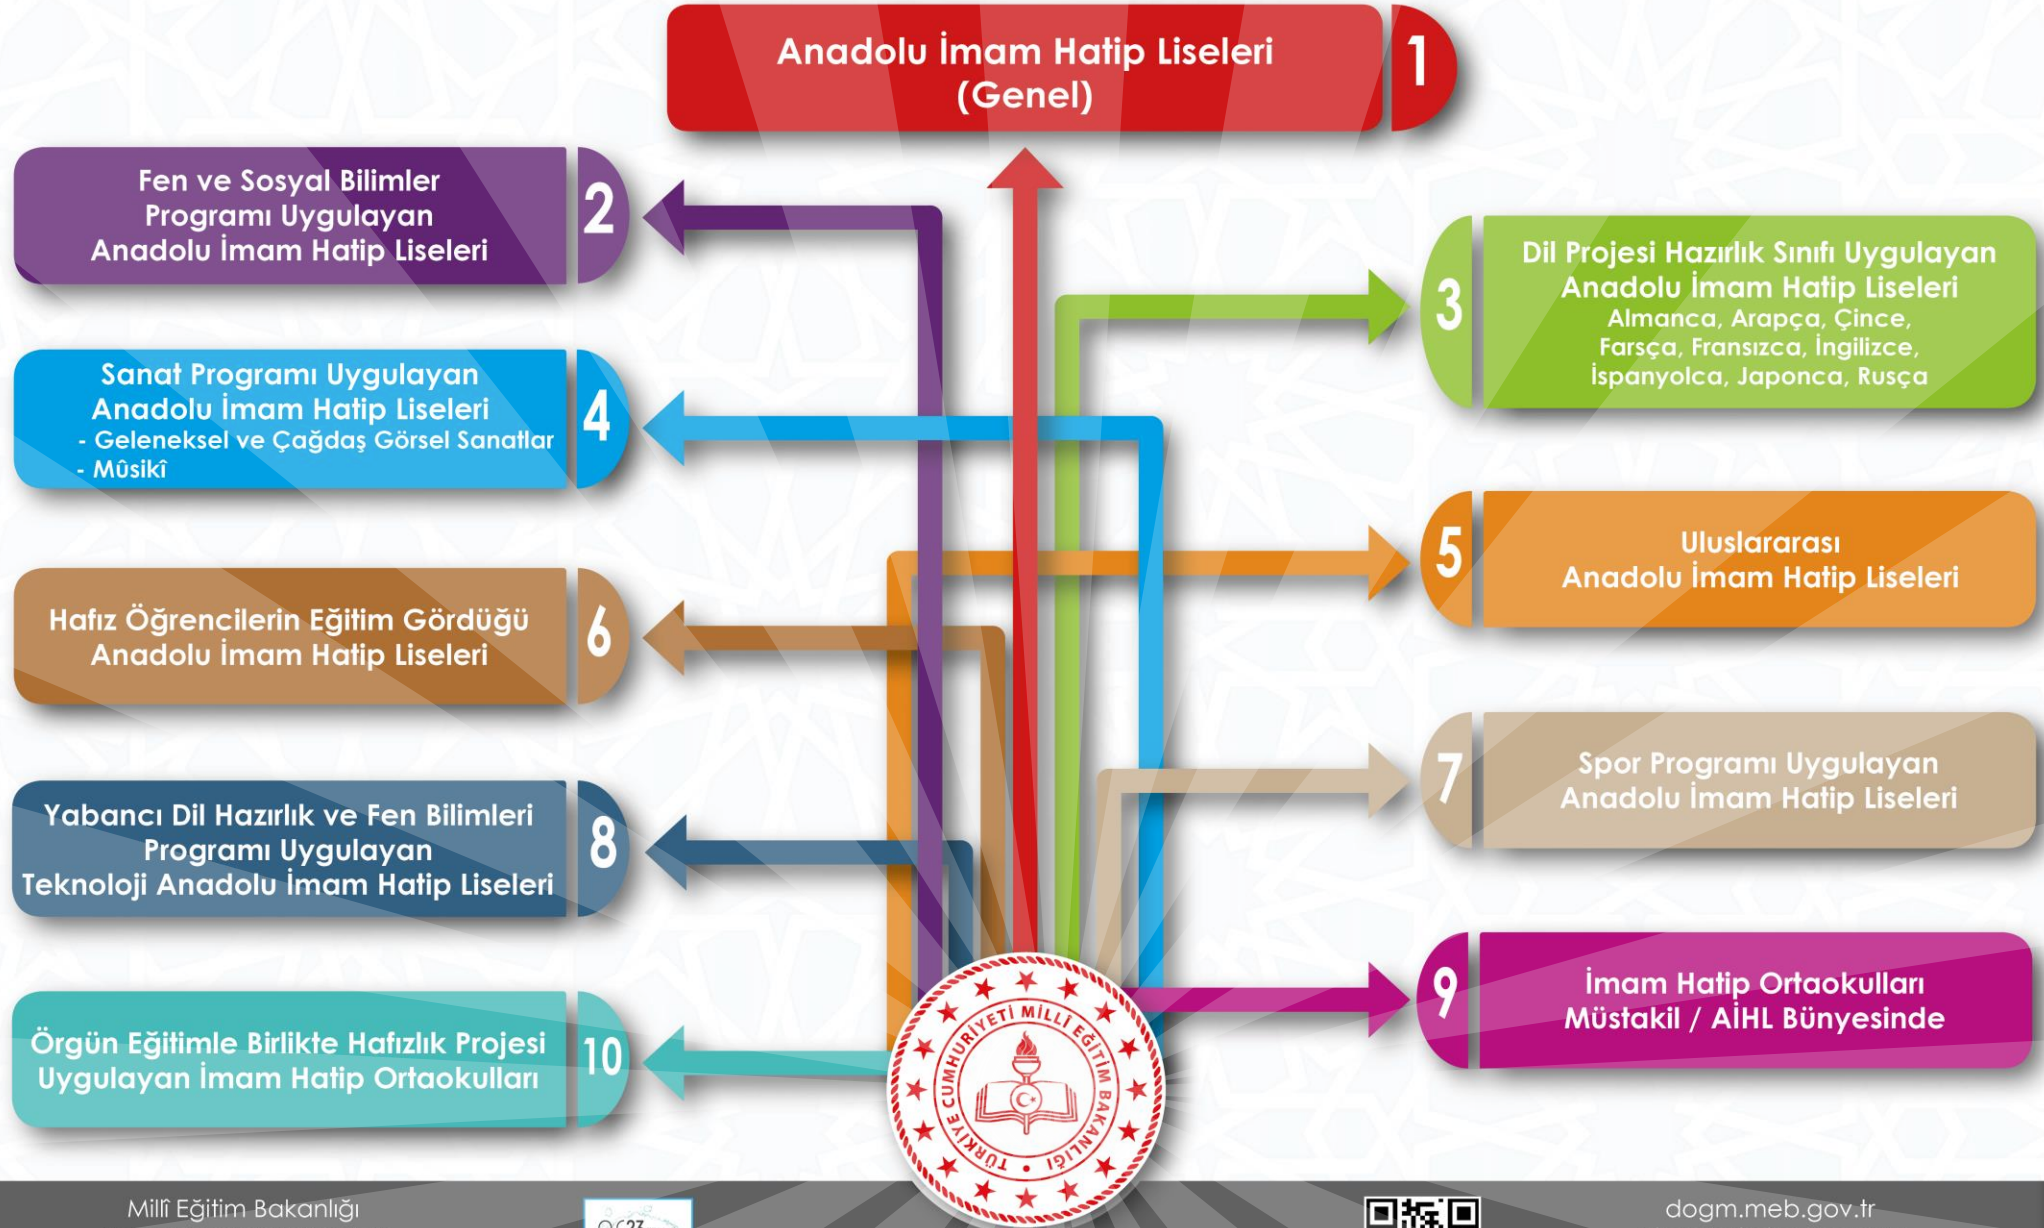 Anadolu İmam Hatip Liseleri
(Genel)
1
Fen ve Sosyal Bilimler
Programı Uygulayan
Anadolu İmam Hatip Liseleri
2
Dil Projesi Hazırlık Sınıfı Uygulayan
Anadolu İmam Hatip Liseleri
Almanca, Arapça, Çince,
Farsça, Fransızca, İngilizce,
İspanyolca, Japonca, Rusça
3
Sanat Programı Uygulayan
Anadolu İmam Hatip Liseleri
- Geleneksel ve Çağdaş Görsel Sanatlar
- Mûsikî
4
Uluslararası
Anadolu İmam Hatip Liseleri
5
Hafız Öğrencilerin Eğitim Gördüğü
Anadolu İmam Hatip Liseleri
6
Spor Programı Uygulayan
Anadolu İmam Hatip Liseleri
7
Yabancı Dil Hazırlık ve Fen Bilimleri
Programı Uygulayan
Teknoloji Anadolu İmam Hatip Liseleri
8
İmam Hatip Ortaokulları
Müstakil / AİHL Bünyesinde
9
Örgün Eğitimle Birlikte Hafızlık Projesi
Uygulayan İmam Hatip Ortaokulları
10
TÜRKİYE CUMHURİYETİ MİLLÎ EĞİTİM BAKANLIĞI
Millî Eğitim Bakanlığı
dogm.meb.gov.tr